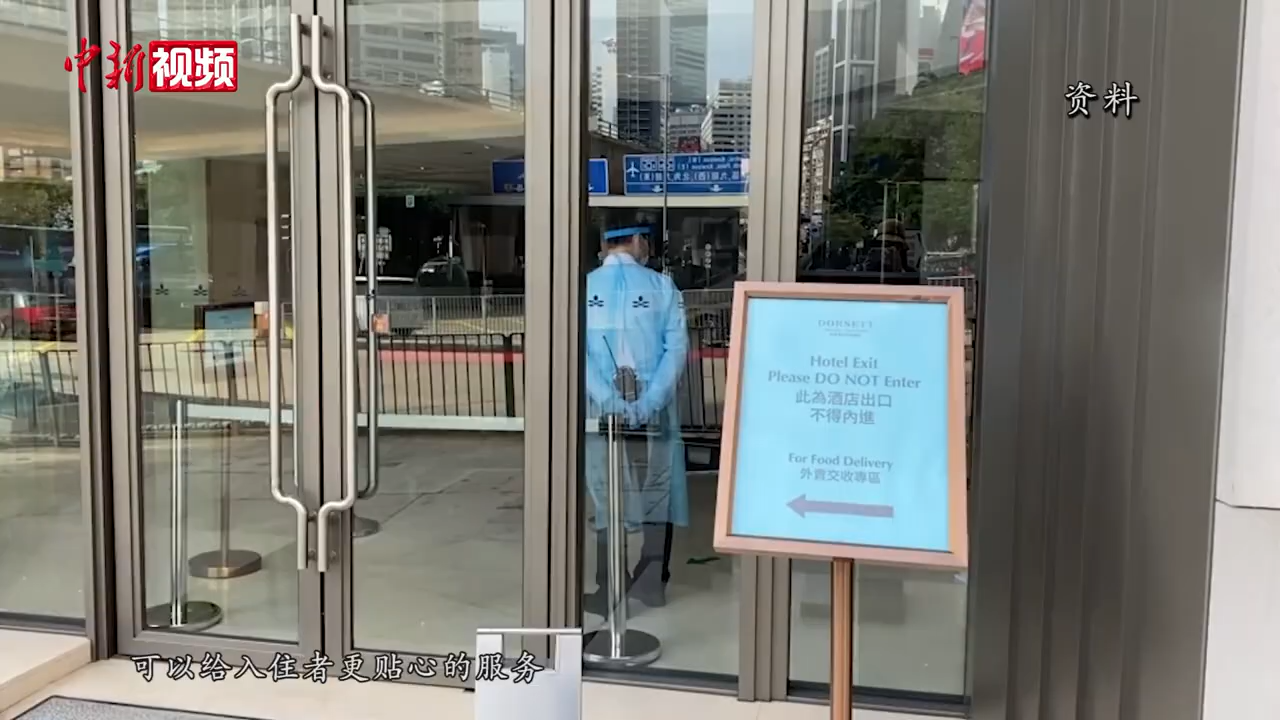 中新视频
资料
DORSETT
Hotel Exit
Please DO NOT Enter
此為酒店出口
不得內進
For Food Delivery
外賣交收專區
可以给入住者更贴心的服务